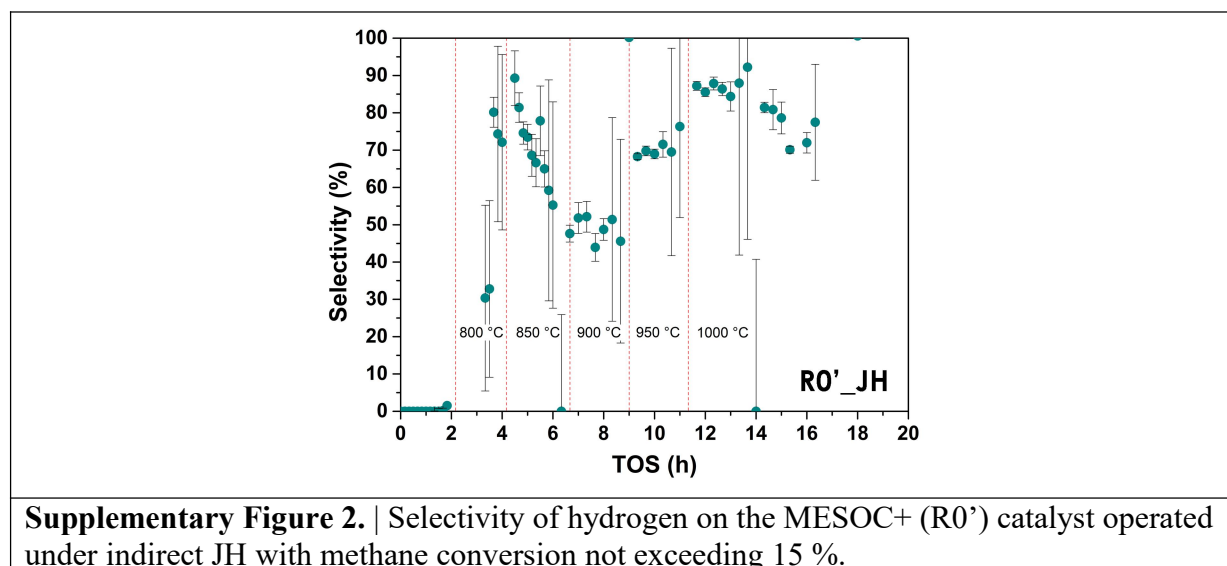 100
90
80
70
60
50
40
30
20
10
0
Selectivity (%)
800 °C 850 °C 900 °C 950 °C 1000 °C
R0’_JH
0 2 4 6 8 10 12 14 16 18 20
TOS (h)
Supplementary Figure 2. | Selectivity of hydrogen on the MESOC+ (R0’) catalyst operated
under indirect JH with methane conversion not exceeding 15 %.